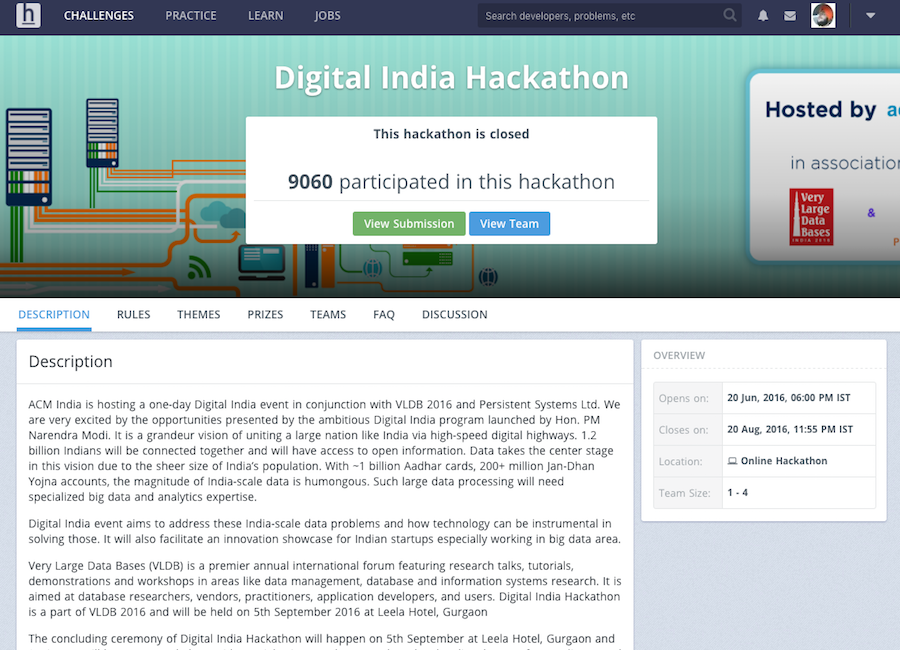 h CHALLENGES PRACTICE LEARN JOBS Search developers, problems, etc
Digital India Hackathon
This hackathon is closed
9060 participated in this hackathon
View Submission View Team
Hosted by
in association
Very
Large
Data
Bases
INDIA 2016
&
DESCRIPTION RULES THEMES PRIZES TEAMS FAQ DISCUSSION
Description
ACM India is hosting a one-day Digital India event in conjunction with VLDB 2016 and Persistent Systems Ltd. We
are very excited by the opportunities presented by the ambitious Digital India program launched by Hon. PM
Narendra Modi. It is a grandeur vision of uniting a large nation like India via high-speed digital highways. 1.2
billion Indians will be connected together and will have access to open information. Data takes the center stage
in this vision due to the sheer size of India's population. With ~1 billion Aadhar cards, 200+ million Jan-Dhan
Yojna accounts, the magnitude of India-scale data is humongous. Such large data processing will need
specialized big data and analytics expertise.
Digital India event aims to address these India-scale data problems and how technology can be instrumental in
solving those. It will also facilitate an innovation showcase for Indian startups especially working in big data area.
Very Large Data Bases (VLDB) is a premier annual international forum featuring research talks, tutorials,
demonstrations and workshops in areas like data management, database and information systems research. It is
aimed at database researchers, vendors, practitioners, application developers, and users. Digital India Hackathon
is a part of VLDB 2016 and will be held on 5th September 2016 at Leela Hotel, Gurgaon
The concluding ceremony of Digital India Hackathon will happen on 5th September at Leela Hotel, Gurgaon and
OVERVIEW
Opens on: 20 Jun, 2016, 06:00 PM IST
Closes on: 20 Aug, 2016, 11:55 PM IST
Location: Online Hackathon
Team Size: 1 - 4